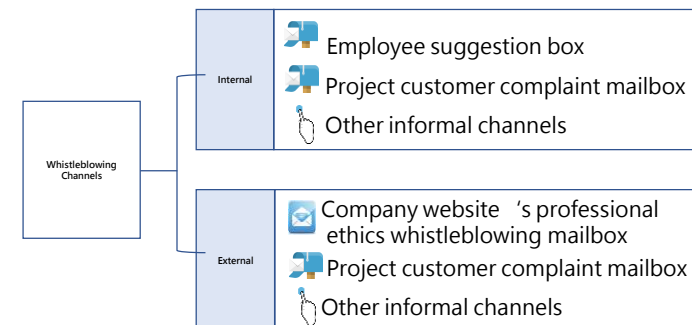 Whistleblowing
Channels
Internal
Employee suggestion box
Project customer complaint mailbox
Other informal channels
External
Company website ‘s professional
ethics whistleblowing mailbox
Project customer complaint mailbox
Other informal channels